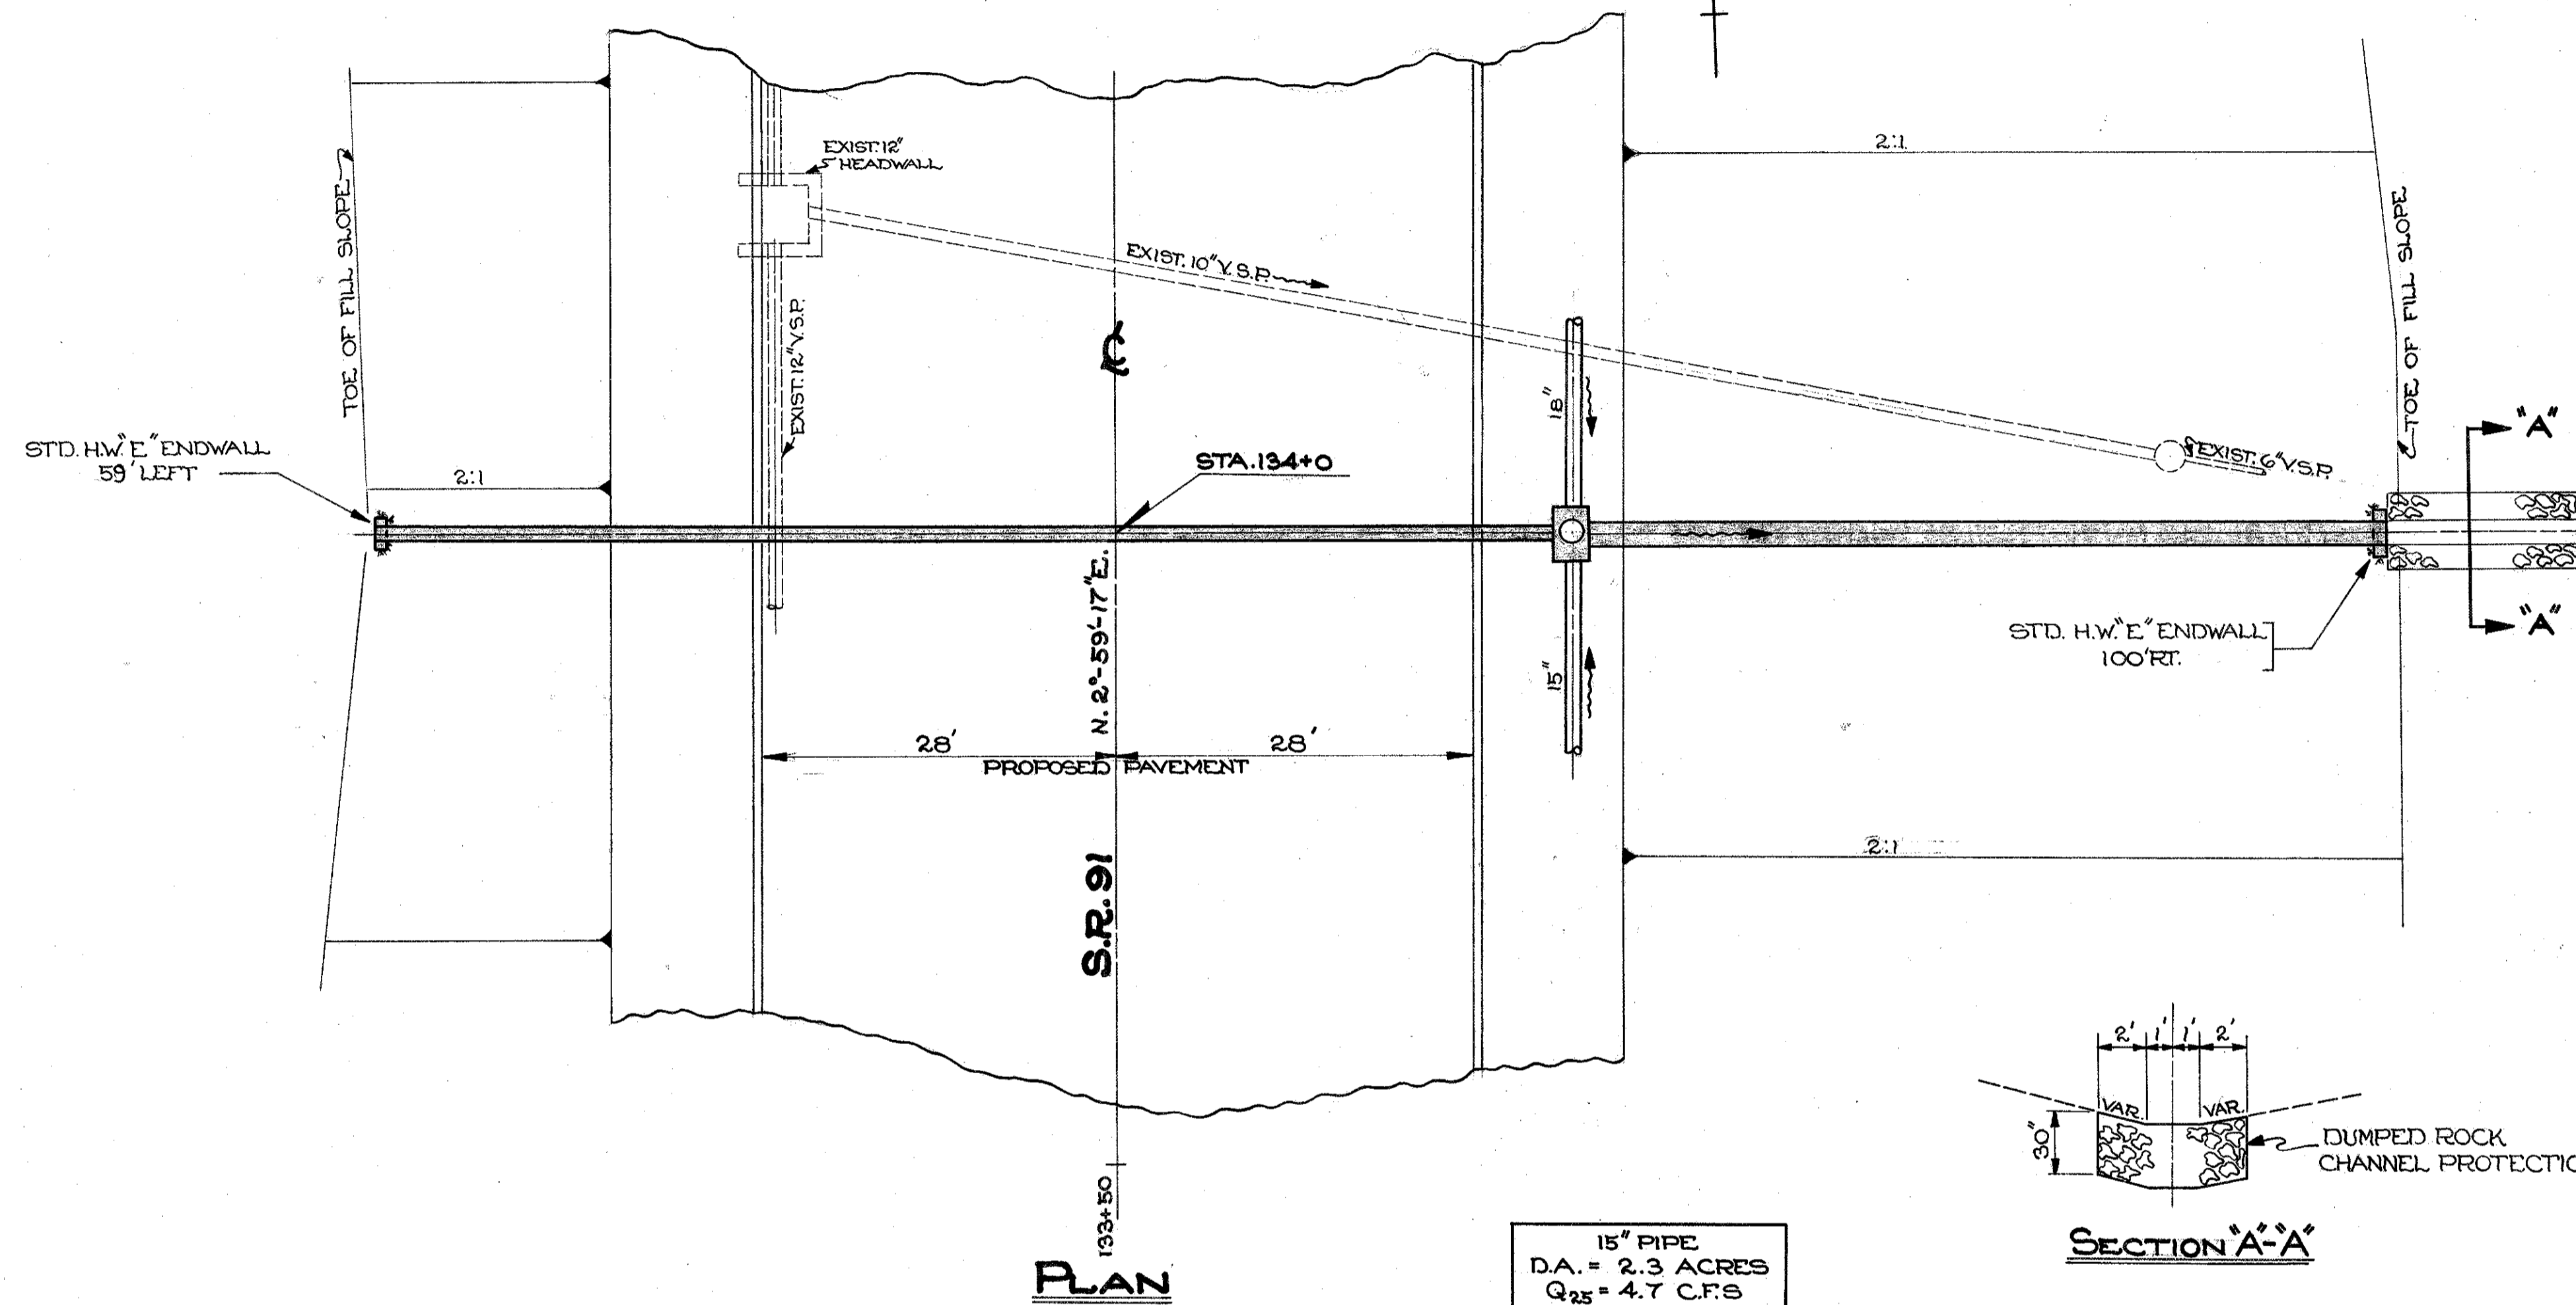 EXIST. 12"
HEADWALL
2:1
TOE OF FILL SLOPE
TOE OF FILL SLOPE
EXIST. 10" V.S.P.
EXIST. 12" V.S.P.
18"
"A"
STD. H.W. "E" ENDWALL
59' LEFT
2:1
STA. 134+0
EXIST. 6" V.S.P.
N. 2°-59'-17" E.
15"
STD. H.W. "E" ENDWALL
100' RT.
"A"
28'
28'
PROPOSED PAVEMENT
2:1
S.R. 91
2'
1'
1'
2'
VAR.
VAR.
30"
DUMPED ROCK
CHANNEL PROTECTIO
133+50
SECTION "A"-"A"
PLAN
15" PIPE
D.A. = 2.3 ACRES
Q25 = 4.7 C.F.S